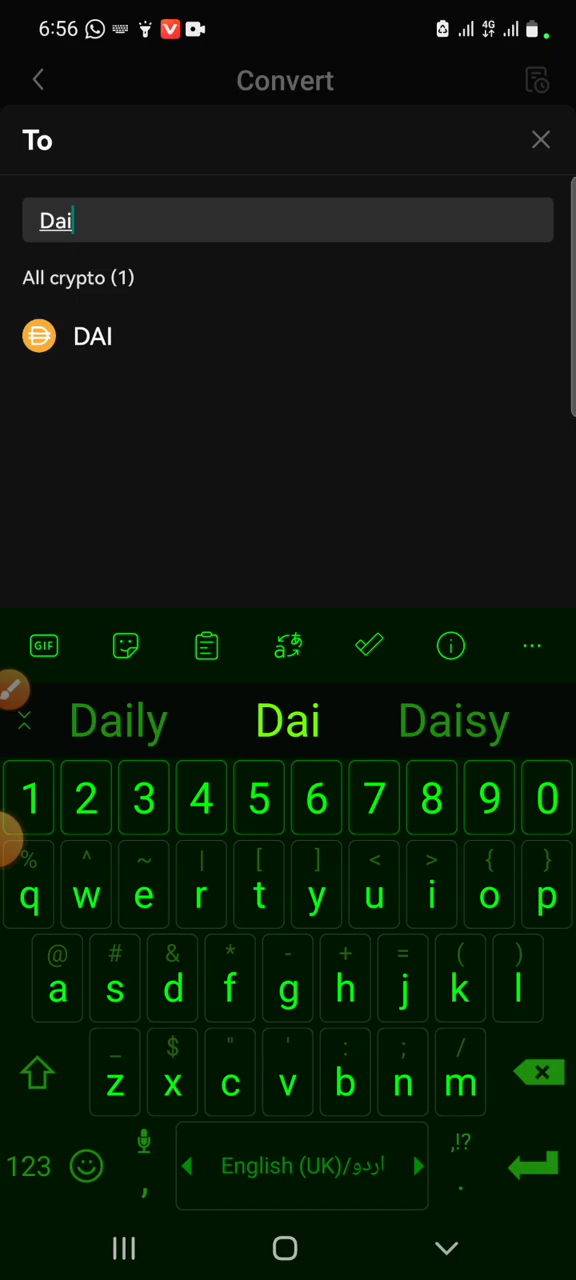 6:56 4G
Convert
To
Dai
All crypto (1)
DAI
GIF
Daily Dai Daisy
1 2 3 4 5 6 7 8 9 0
% ^ ~ | [ ] < > { }
q w e r t y u i o p
@ # & * - + = ( )
a s d f g h j k l
_ $ " ' : ; /
z x c v b n m
123 , English (UK)/اردو ,!? .